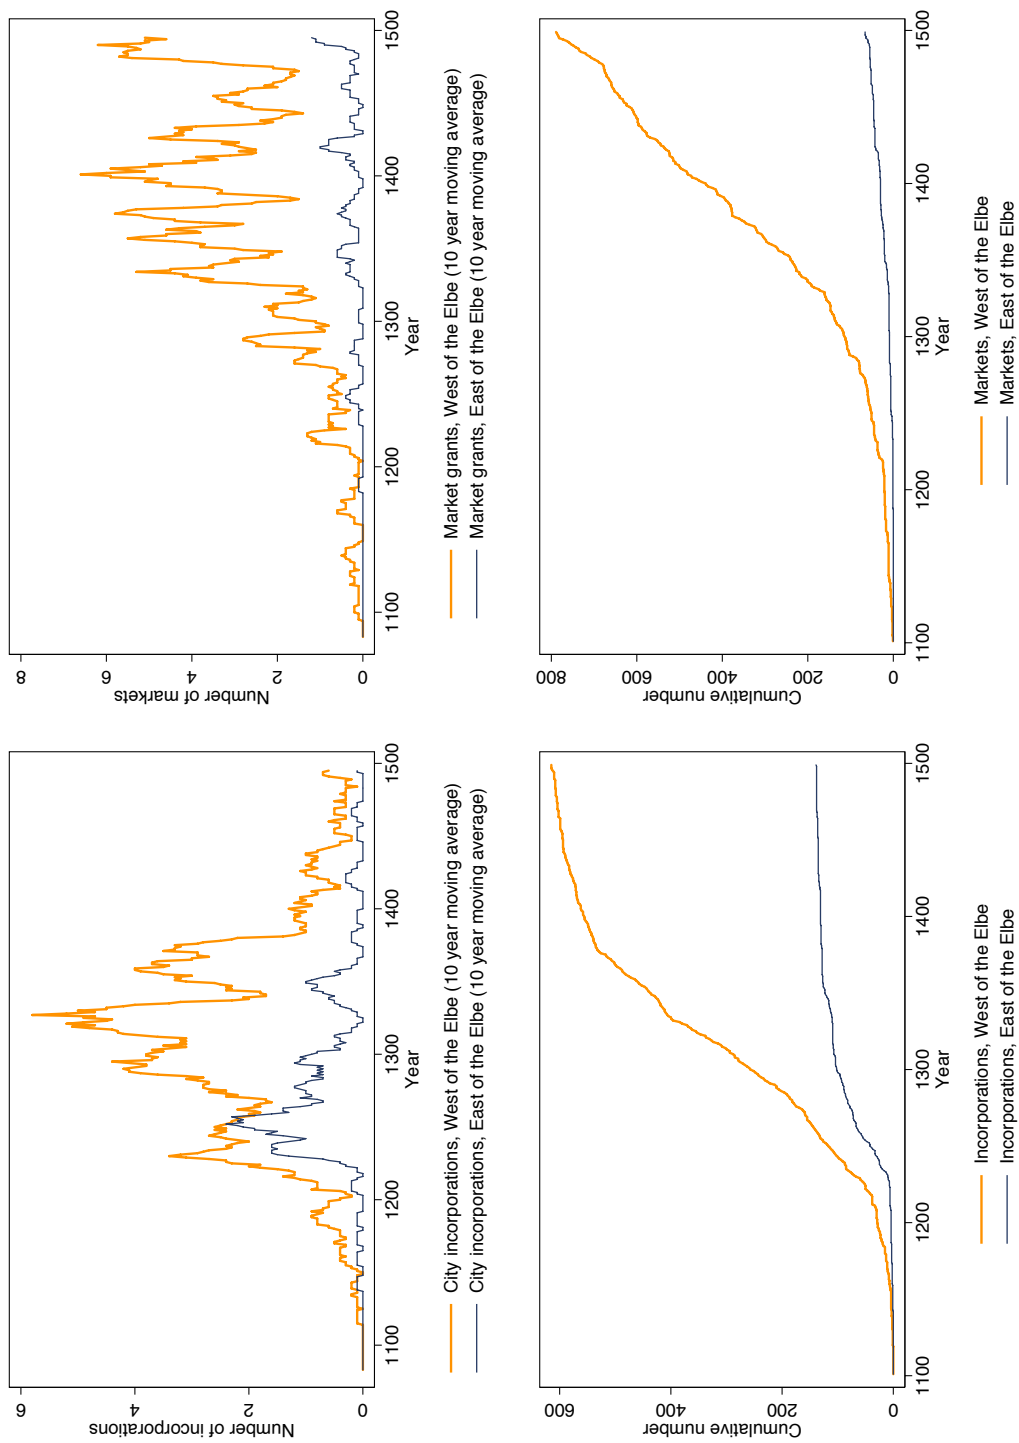 6
4
2
0
Number of incorporations
1100
1200
1300
1400
1500
Year
City incorporations, West of the Elbe (10 year moving average)
City incorporations, East of the Elbe (10 year moving average)
8
6
4
2
0
Number of markets
1100
1200
1300
1400
1500
Year
Market grants, West of the Elbe (10 year moving average)
Market grants, East of the Elbe (10 year moving average)
600
400
200
0
Cumulative number
1100
1200
1300
1400
1500
Year
Incorporations, West of the Elbe
Incorporations, East of the Elbe
800
600
400
200
0
Cumulative number
1100
1200
1300
1400
1500
Year
Markets, West of the Elbe
Markets, East of the Elbe